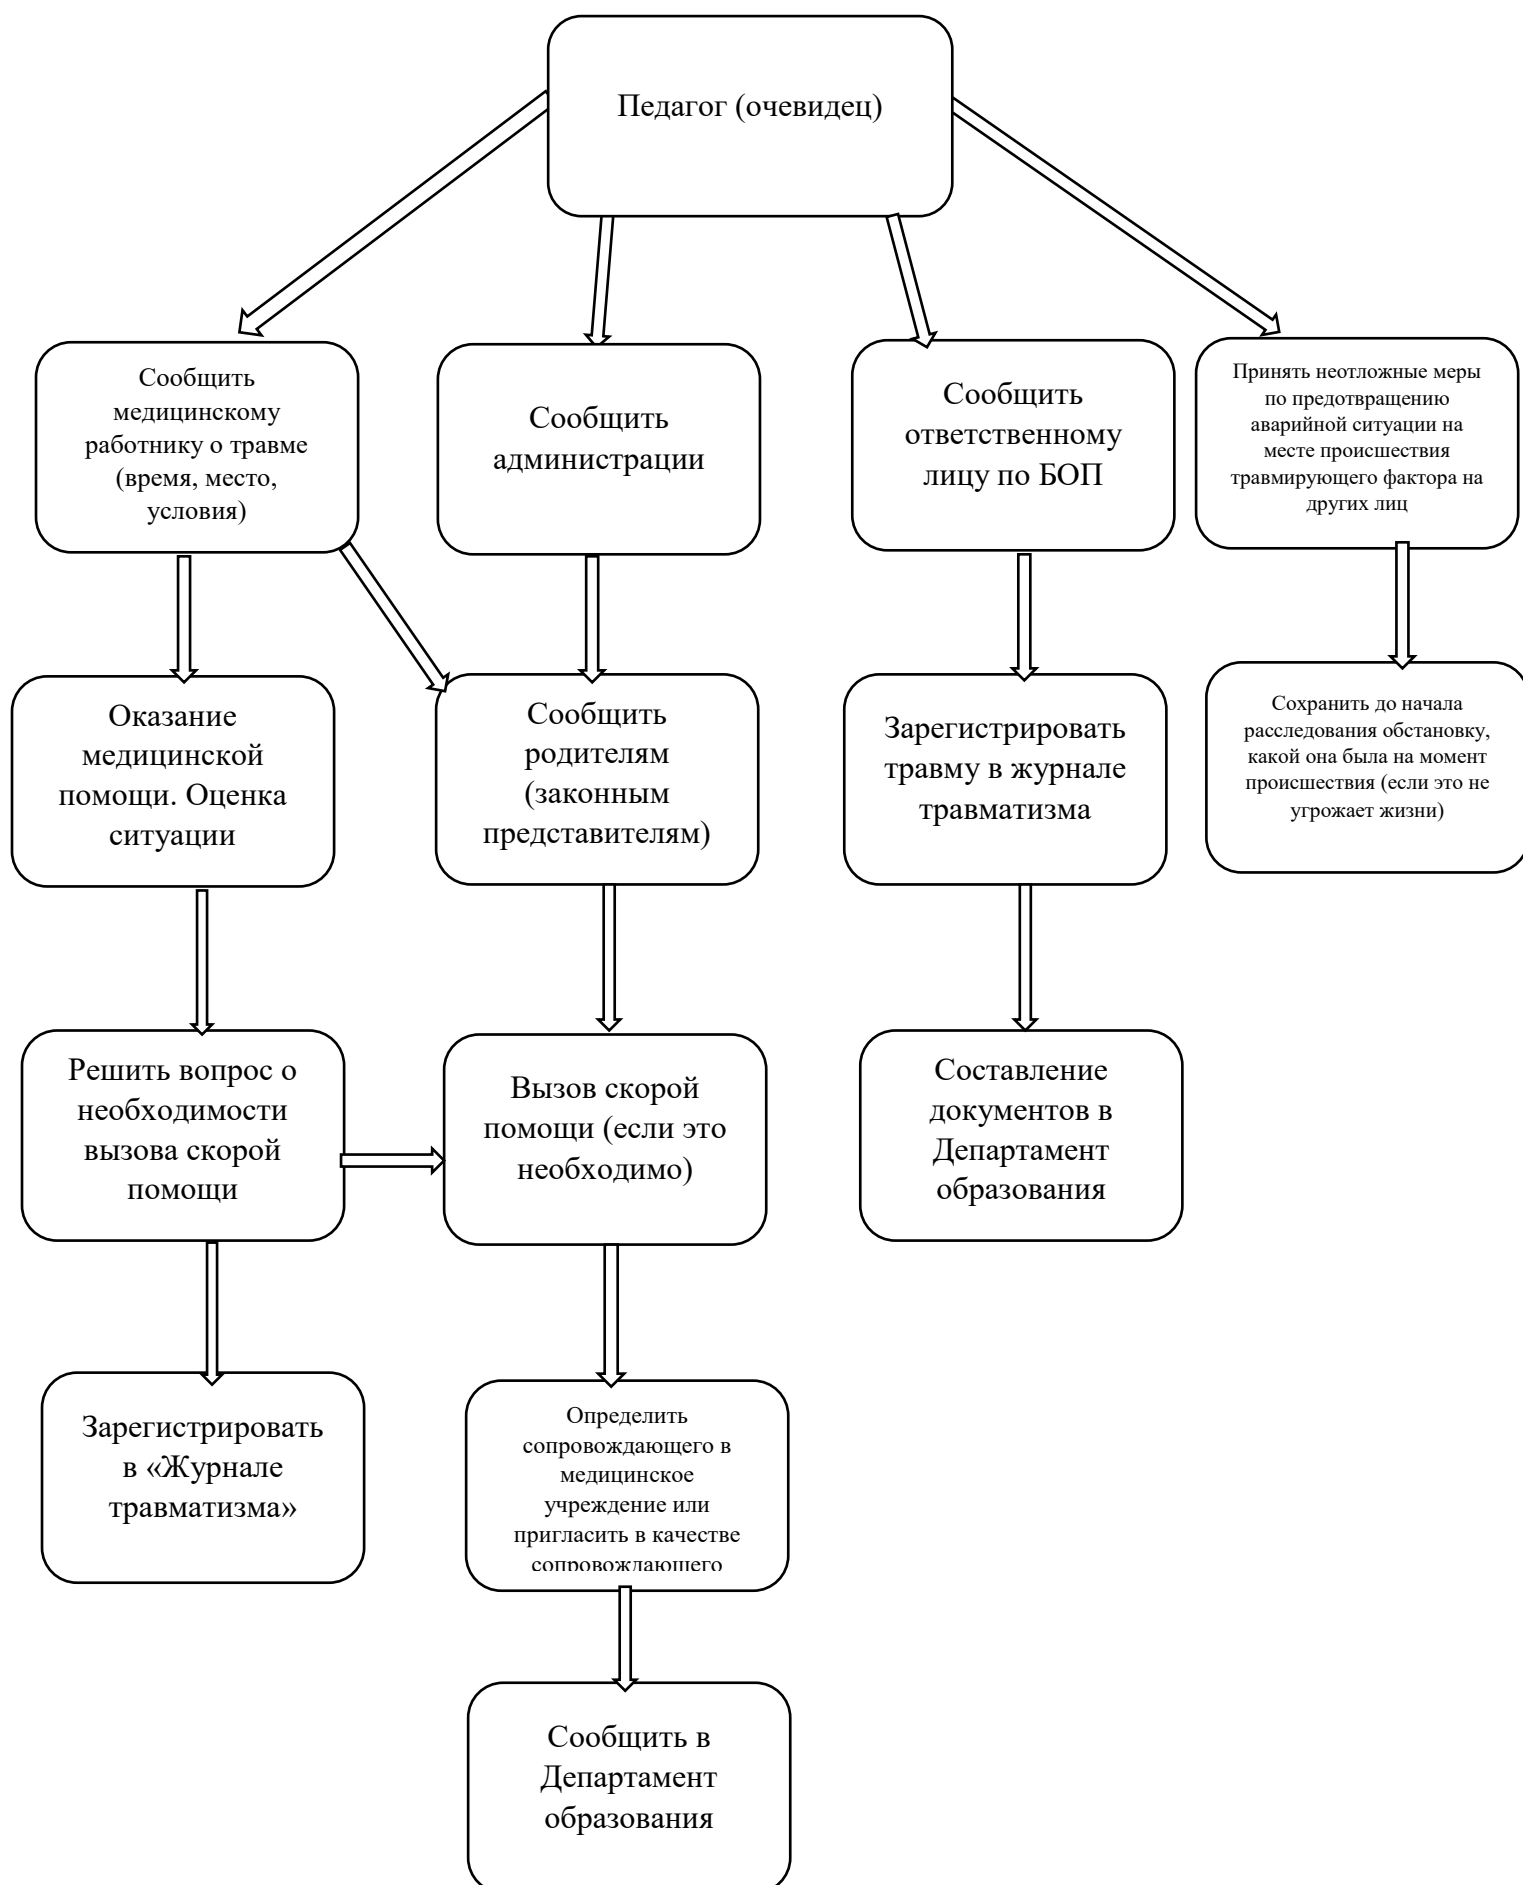 Педагог (очевидец)
Сообщить
медицинскому
работнику о травме
(время, место,
условия)
Сообщить
администрации
Сообщить
ответственному
лицу по БОП
Принять неотложные меры
по предотвращению
аварийной ситуации на
месте происшествия
травмирующего фактора на
других лиц
Оказание
медицинской
помощи. Оценка
ситуации
Сообщить
родителям
(законным
представителям)
Зарегистрировать
травму в журнале
травматизма
Сохранить до начала
расследования обстановку,
какой она была на момент
происшествия (если это не
угрожает жизни)
Решить вопрос о
необходимости
вызова скорой
помощи
Вызов скорой
помощи (если это
необходимо)
Составление
документов в
Департамент
образования
Зарегистрировать
в «Журнале
травматизма»
Определить
сопровождающего в
медицинское
учреждение или
пригласить в качестве
сопровождающего
Сообщить в
Департамент
образования